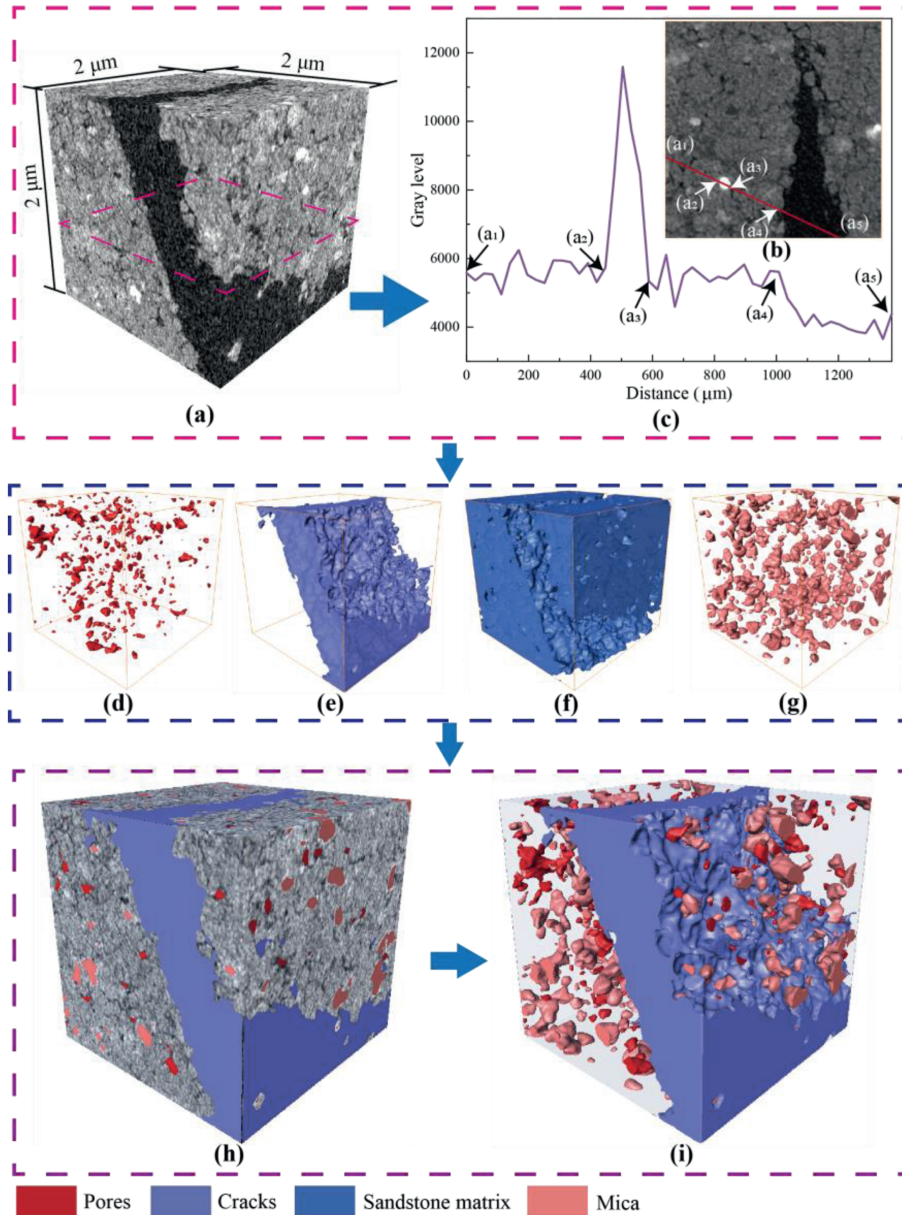 2 μm
2 μm
2 μm
(a)
12000
10000
8000
6000
4000
Gray level
0
200
400
600
800
1000
1200
Distance (μm)
(a₁)
(a₂)
(a₃)
(a₄)
(a₅)
(a₁)
(a₂)
(a₃)
(a₄)
(a₅)
(b)
(c)
(d)
(e)
(f)
(g)
(h)
(i)
Pores
Cracks
Sandstone matrix
Mica